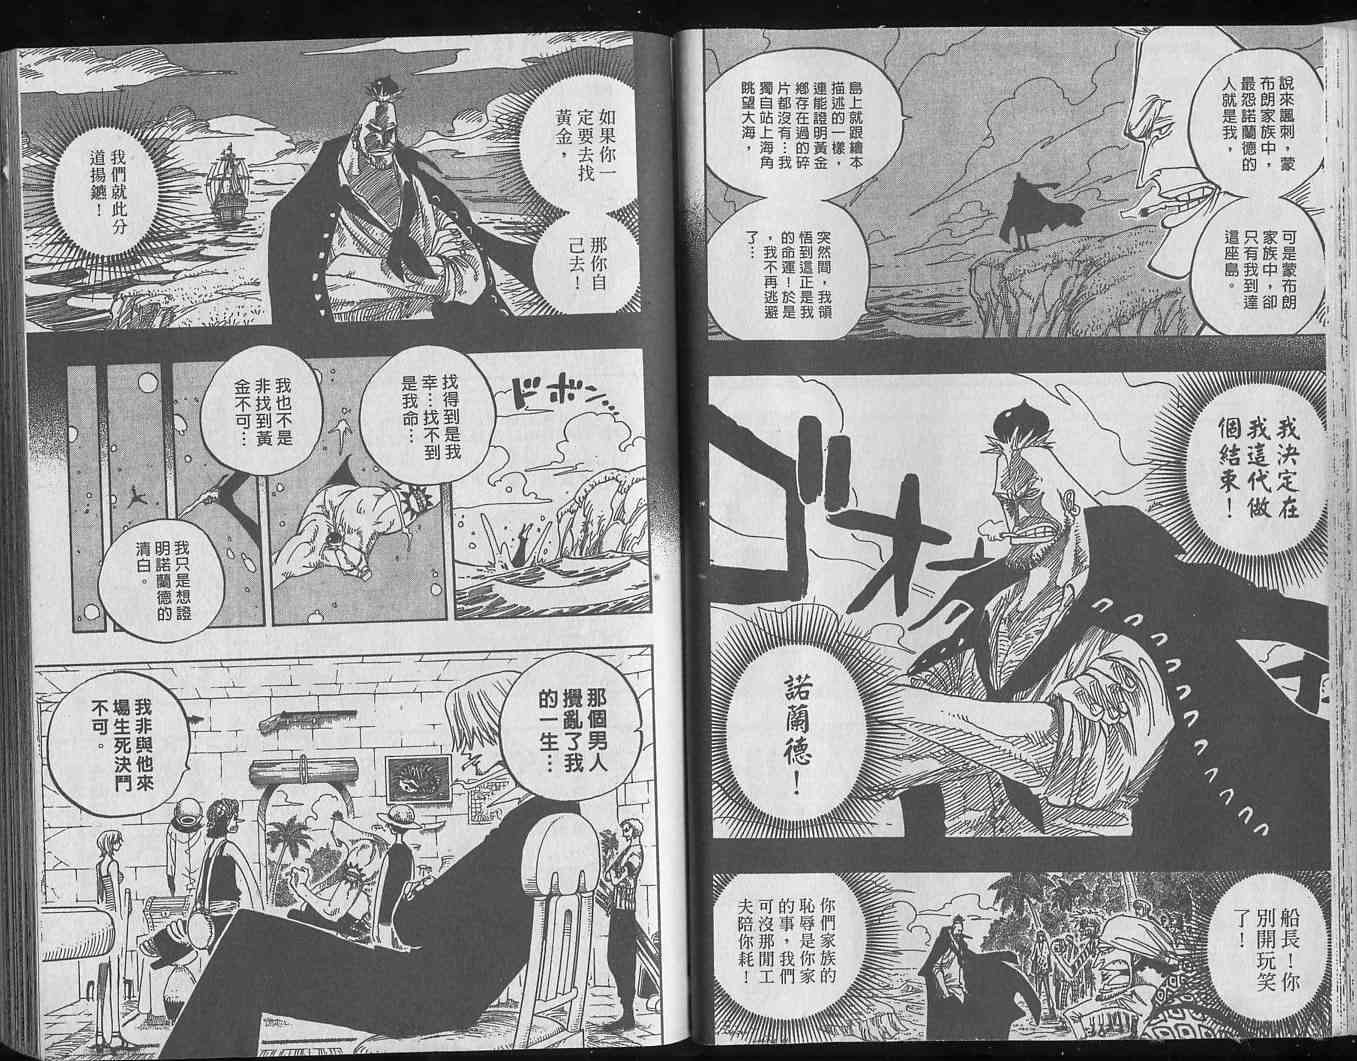 說來諷刺，蒙
布朗家族中，
最怨諾蘭德的
人就是我，
可是蒙布朗
家族中，卻
只有我到達
這座島。
島上就跟繪本
描述的一樣，
連能證明黃金
鄉存在過的碎
片都沒有…我
獨自站上海角
眺望大海，
突然間，我領
悟到這正是我
的命運！於是
，我不再逃避
了…
我決定在
我這代做
個結束！
ゴオオオ
諾蘭德！
船長！你
別開玩笑
了！
你們家族的
恥辱是你家
的事，我們
可沒那閒工
夫陪你耗！
如果你一
定要去找
黃金，
那你自
己去！
我們就此分
道揚鑣！
ドボン…
找得到是我
幸…找不到
是我命…
我也不是
非找到黃
金不可…
我只是想證
明諾蘭德的
清白。
那個男人
攪亂了我
的一生…
我非與他來
場生死決鬥
不可。